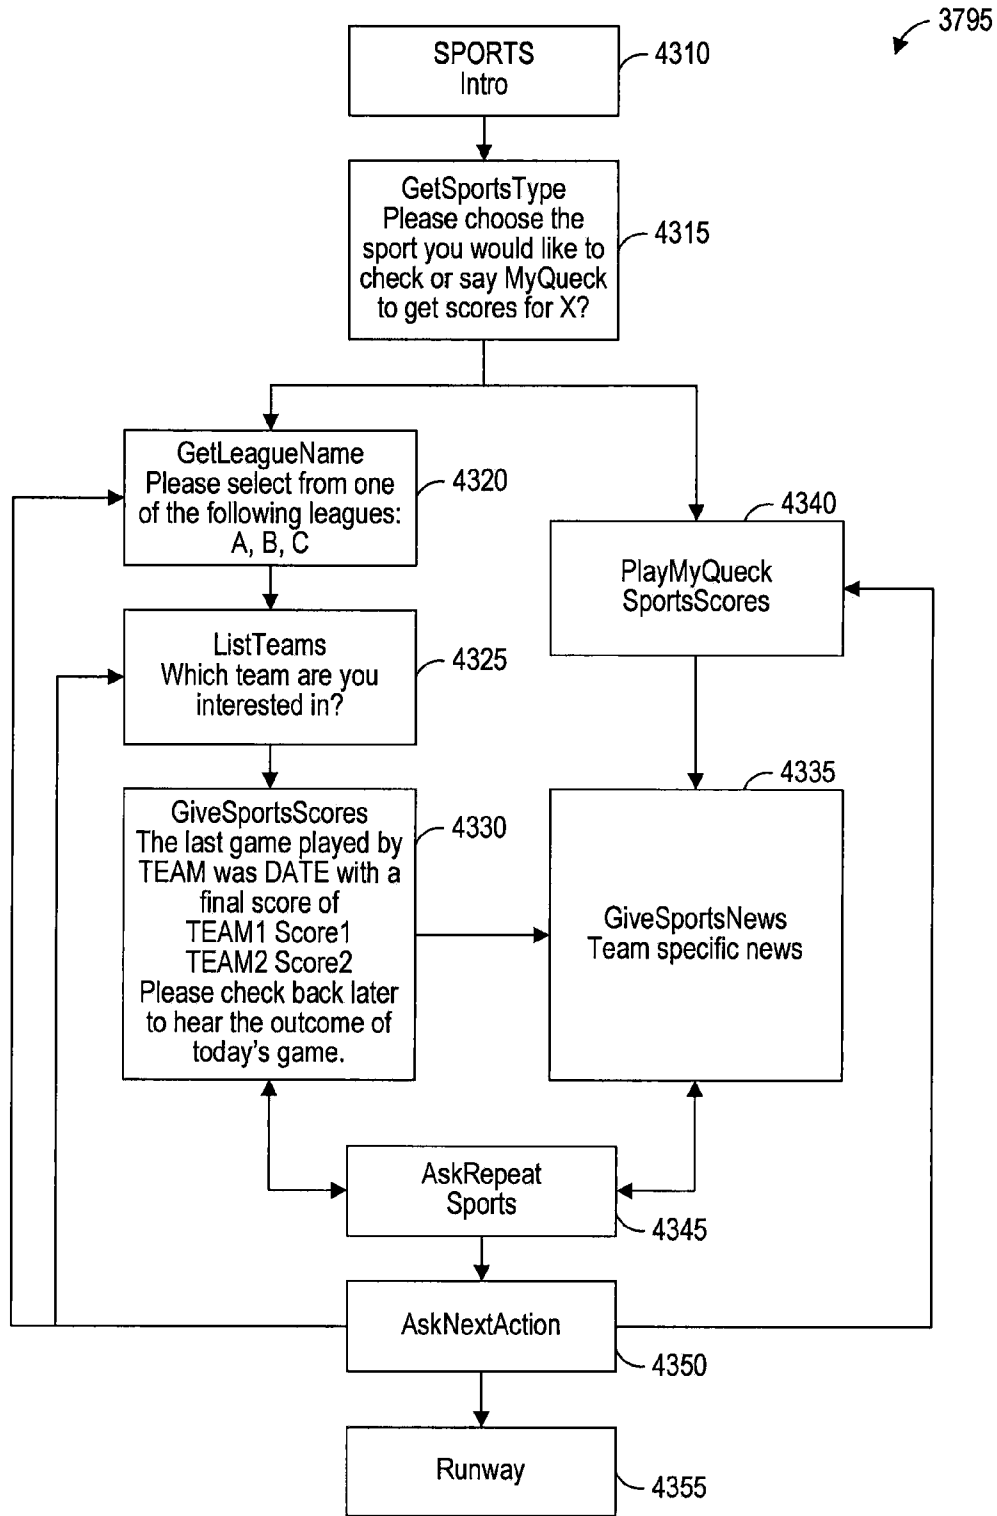 3795
SPORTS
Intro
4310
GetSportsType
Please choose the
sport you would like to
check or say MyQueck
to get scores for X?
4315
GetLeagueName
Please select from one
of the following leagues:
A, B, C
4320
4340
PlayMyQueck
SportsScores
ListTeams
Which team are you
interested in?
4325
4335
GiveSportsScores
The last game played by
TEAM was DATE with a
final score of
TEAM1 Score1
TEAM2 Score2
Please check back later
to hear the outcome of
today's game.
4330
GiveSportsNews
Team specific news
AskRepeat
Sports
4345
AskNextAction
4350
Runway
4355